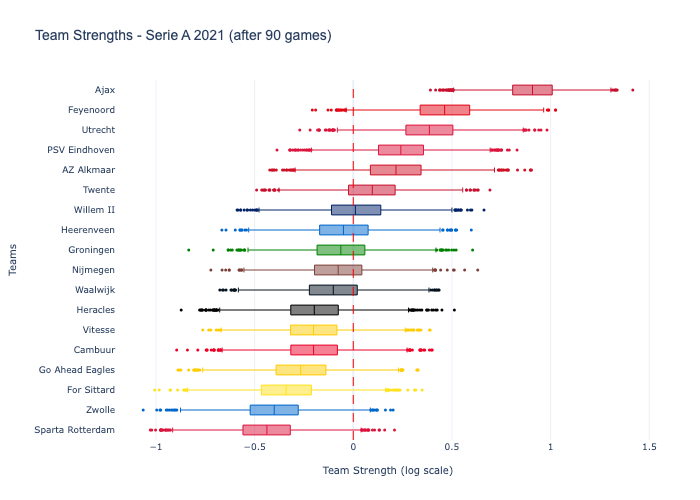 Team Strengths - Serie A 2021 (after 90 games)
Teams
Ajax
Feyenoord
Utrecht
PSV Eindhoven
AZ Alkmaar
Twente
Willem II
Heerenveen
Groningen
Nijmegen
Waalwijk
Heracles
Vitesse
Cambuur
Go Ahead Eagles
For Sittard
Zwolle
Sparta Rotterdam
−1 −0.5 0 0.5 1 1.5
Team Strength (log scale)